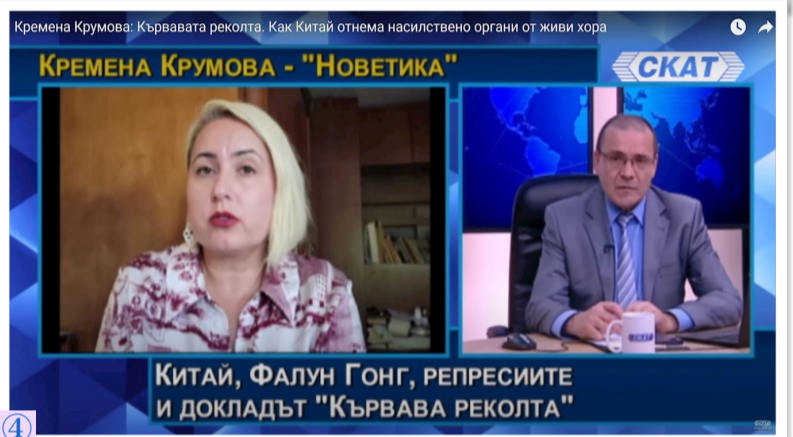 Кремена Крумова: Кървавата реколта. Как Китай отнема насилствено органи от живи хора
Кремена Крумова - "Новетика"
СКАТ
СКАТ
Китай, Фалун Гонг, репресиите
и докладът "Кървава реколта"
④